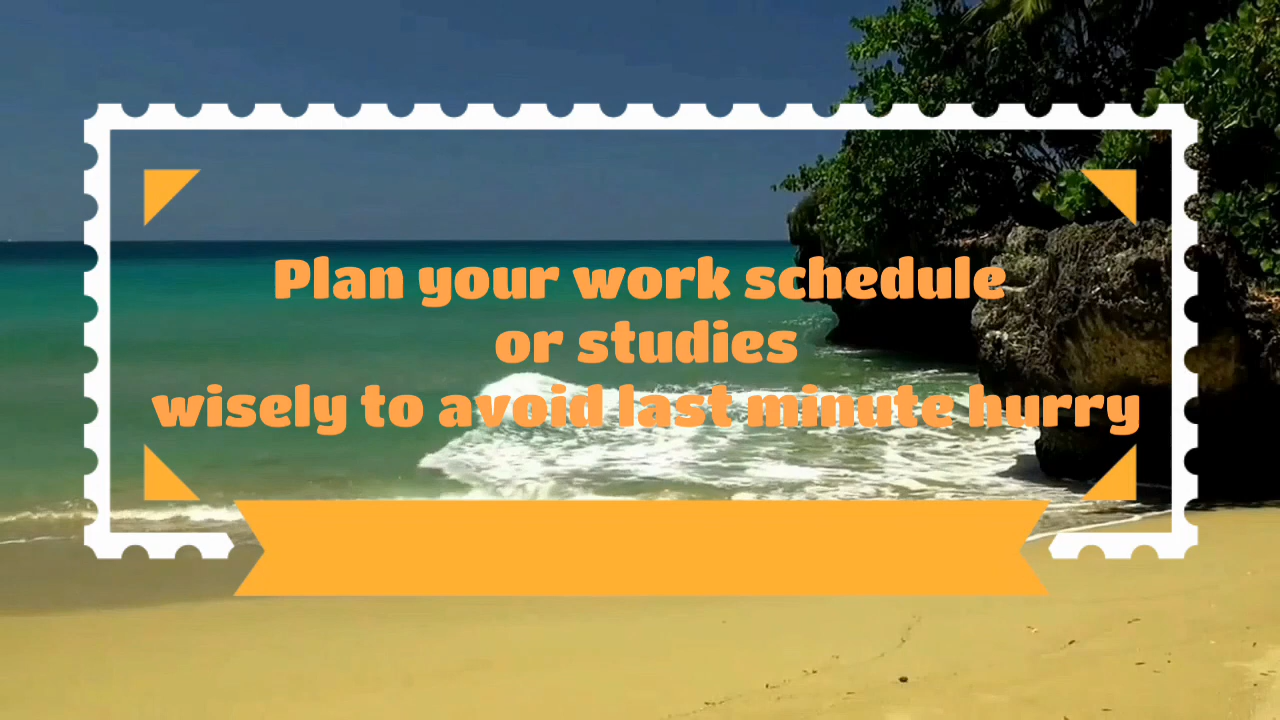 Plan your work schedule
or studies
wisely to avoid last minute hurry